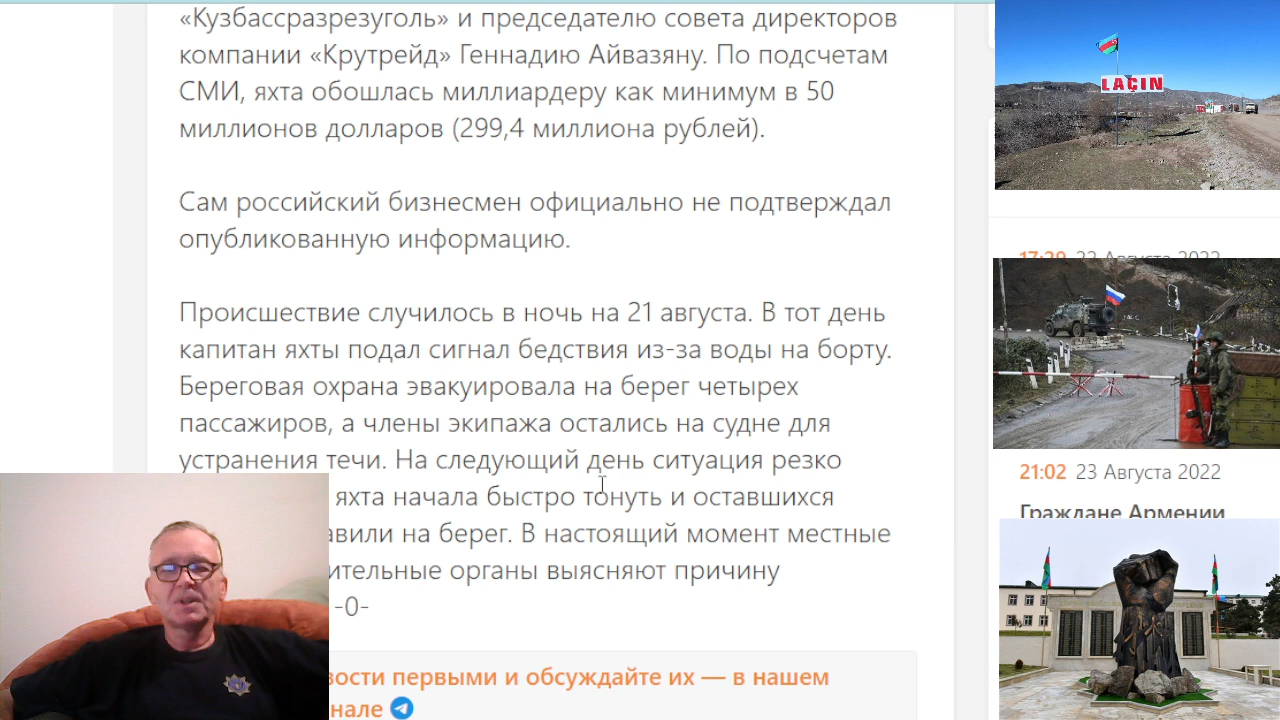 «Кузбассразрезуголь» и председателю совета директоров
компании «Крутрейд» Геннадию Айвазяну. По подсчетам
СМИ, яхта обошлась миллиардеру как минимум в 50
миллионов долларов (299,4 миллиона рублей).
Сам российский бизнесмен официально не подтверждал
опубликованную информацию.
Происшествие случилось в ночь на 21 августа. В тот день
капитан яхты подал сигнал бедствия из-за воды на борту.
Береговая охрана эвакуировала на берег четырех
пассажиров, а члены экипажа остались на судне для
устранения течи. На следующий день ситуация резко
яхта начала быстро тонуть и оставшихся
авили на берег. В настоящий момент местные
ительные органы выясняют причину
-0-
вости первыми и обсуждайте их — в нашем
нале
LAÇIN
17:29 22 Августа 2022
21:02 23 Августа 2022
Граждане Армении